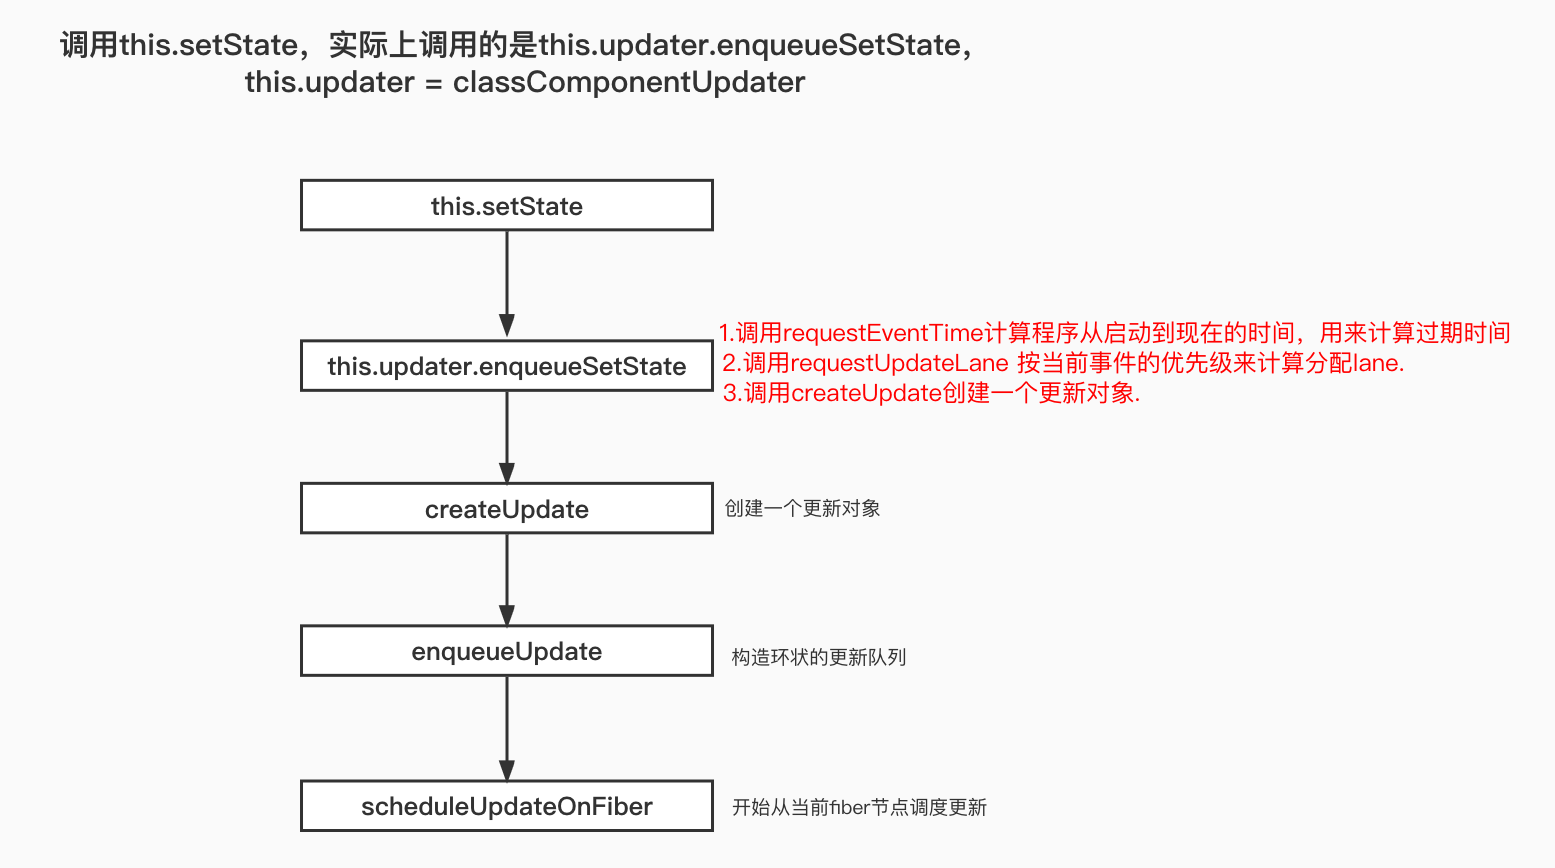 调用this.setState，实际上调用的是this.updater.enqueueSetState，
this.updater = classComponentUpdater
this.setState
this.updater.enqueueSetState
1.调用requestEventTime计算程序从启动到现在的时间，用来计算过期时间
2.调用requestUpdateLane 按当前事件的优先级来计算分配lane.
3.调用createUpdate创建一个更新对象.
createUpdate
创建一个更新对象
enqueueUpdate
构造环状的更新队列
scheduleUpdateOnFiber
开始从当前fiber节点调度更新